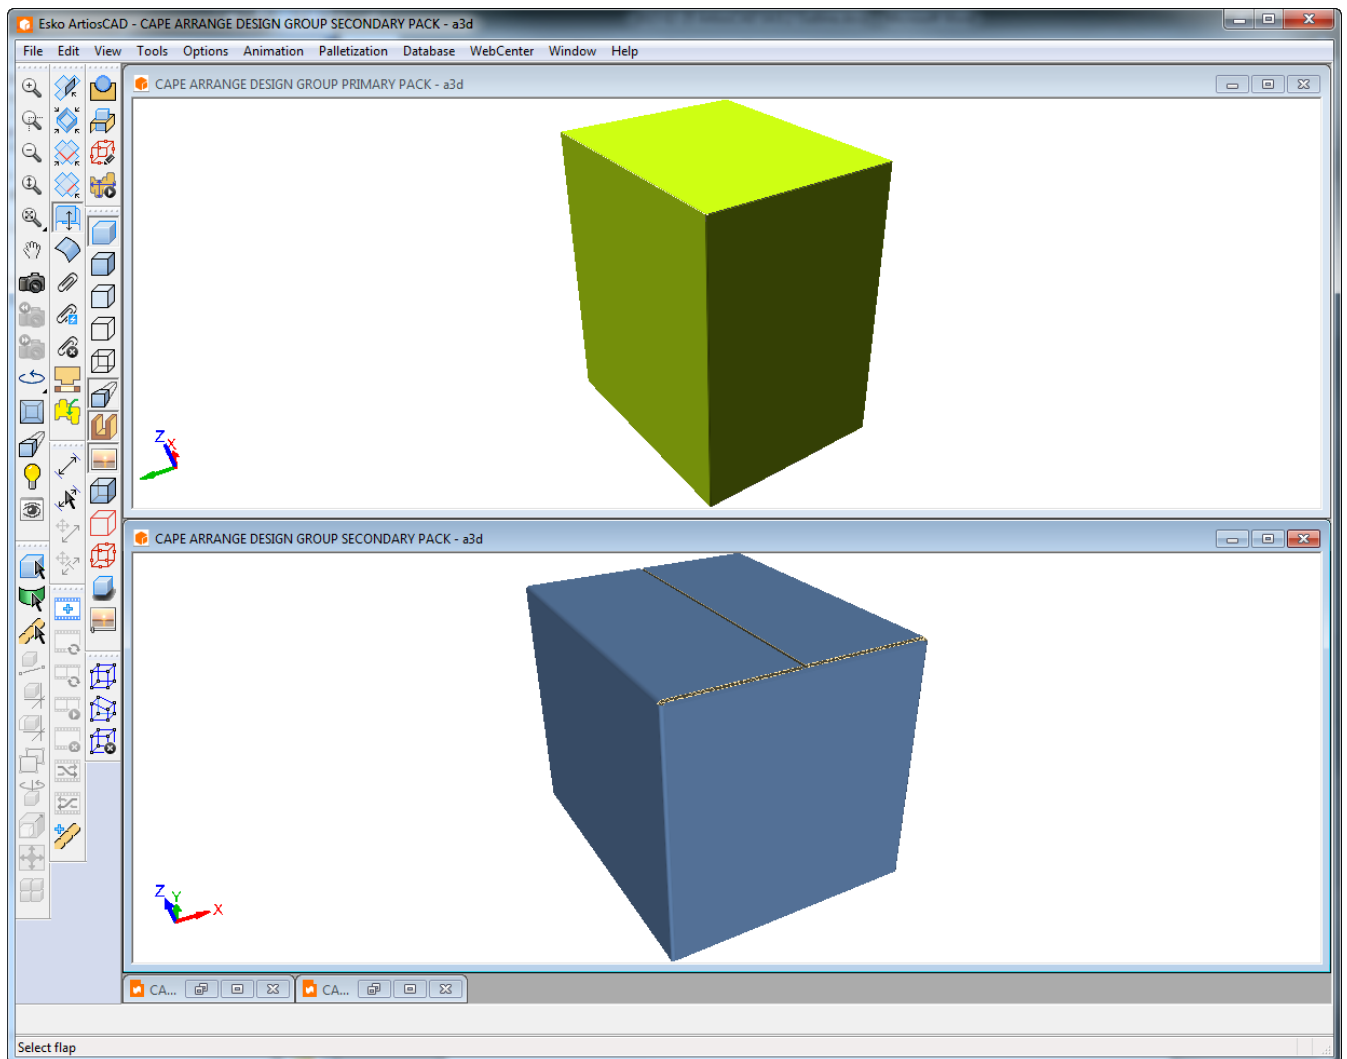 Esko ArtiosCAD - CAPE ARRANGE DESIGN GROUP SECONDARY PACK - a3d
File Edit View Tools Options Animation Palletization Database WebCenter Window Help
CAPE ARRANGE DESIGN GROUP PRIMARY PACK - a3d
Z X
CAPE ARRANGE DESIGN GROUP SECONDARY PACK - a3d
Z Y X
CA... CA...
Select flap